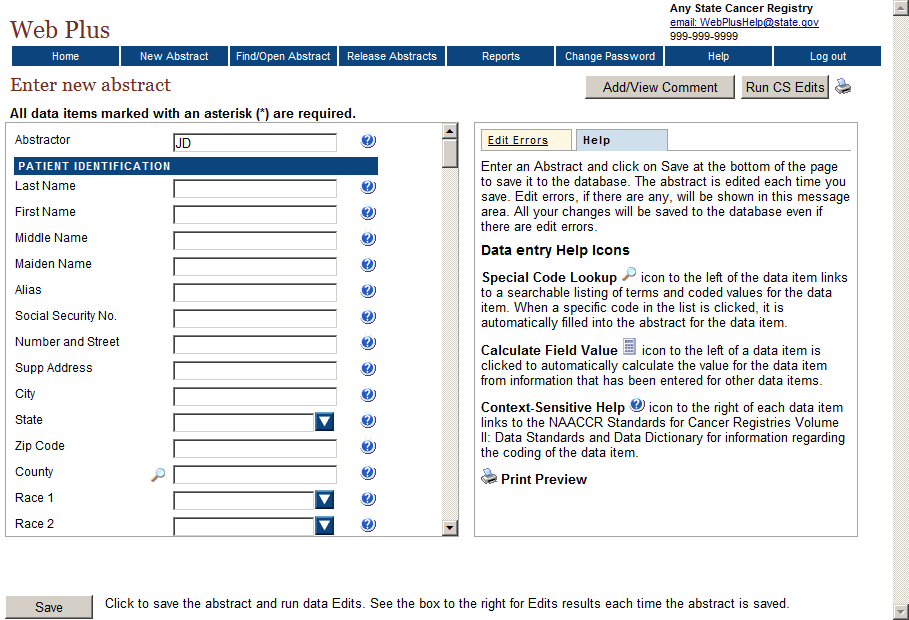 Web Plus
Any State Cancer Registry
email: WebPlusHelp@state.gov
999-999-9999
Home New Abstract Find/Open Abstract Release Abstracts Reports Change Password Help Log out
Enter new abstract
Add/View Comment Run CS Edits
All data items marked with an asterisk (*) are required.
Abstractor JD
PATIENT IDENTIFICATION
Last Name
First Name
Middle Name
Maiden Name
Alias
Social Security No.
Number and Street
Supp Address
City
State
Zip Code
County
Race 1
Race 2
Edit Errors Help
Enter an Abstract and click on Save at the bottom of the page
to save it to the database. The abstract is edited each time you
save. Edit errors, if there are any, will be shown in this message
area. All your changes will be saved to the database even if
there are edit errors.
Data entry Help Icons
Special Code Lookup icon to the left of the data item links
to a searchable listing of terms and coded values for the data
item. When a specific code in the list is clicked, it is
automatically filled into the abstract for the data item.
Calculate Field Value icon to the left of a data item is
clicked to automatically calculate the value for the data item
from information that has been entered for other data items.
Context-Sensitive Help icon to the right of each data item
links to the NAACCR Standards for Cancer Registries Volume
II: Data Standards and Data Dictionary for information regarding
the coding of the data item.
Print Preview
Save Click to save the abstract and run data Edits. See the box to the right for Edits results each time the abstract is saved.